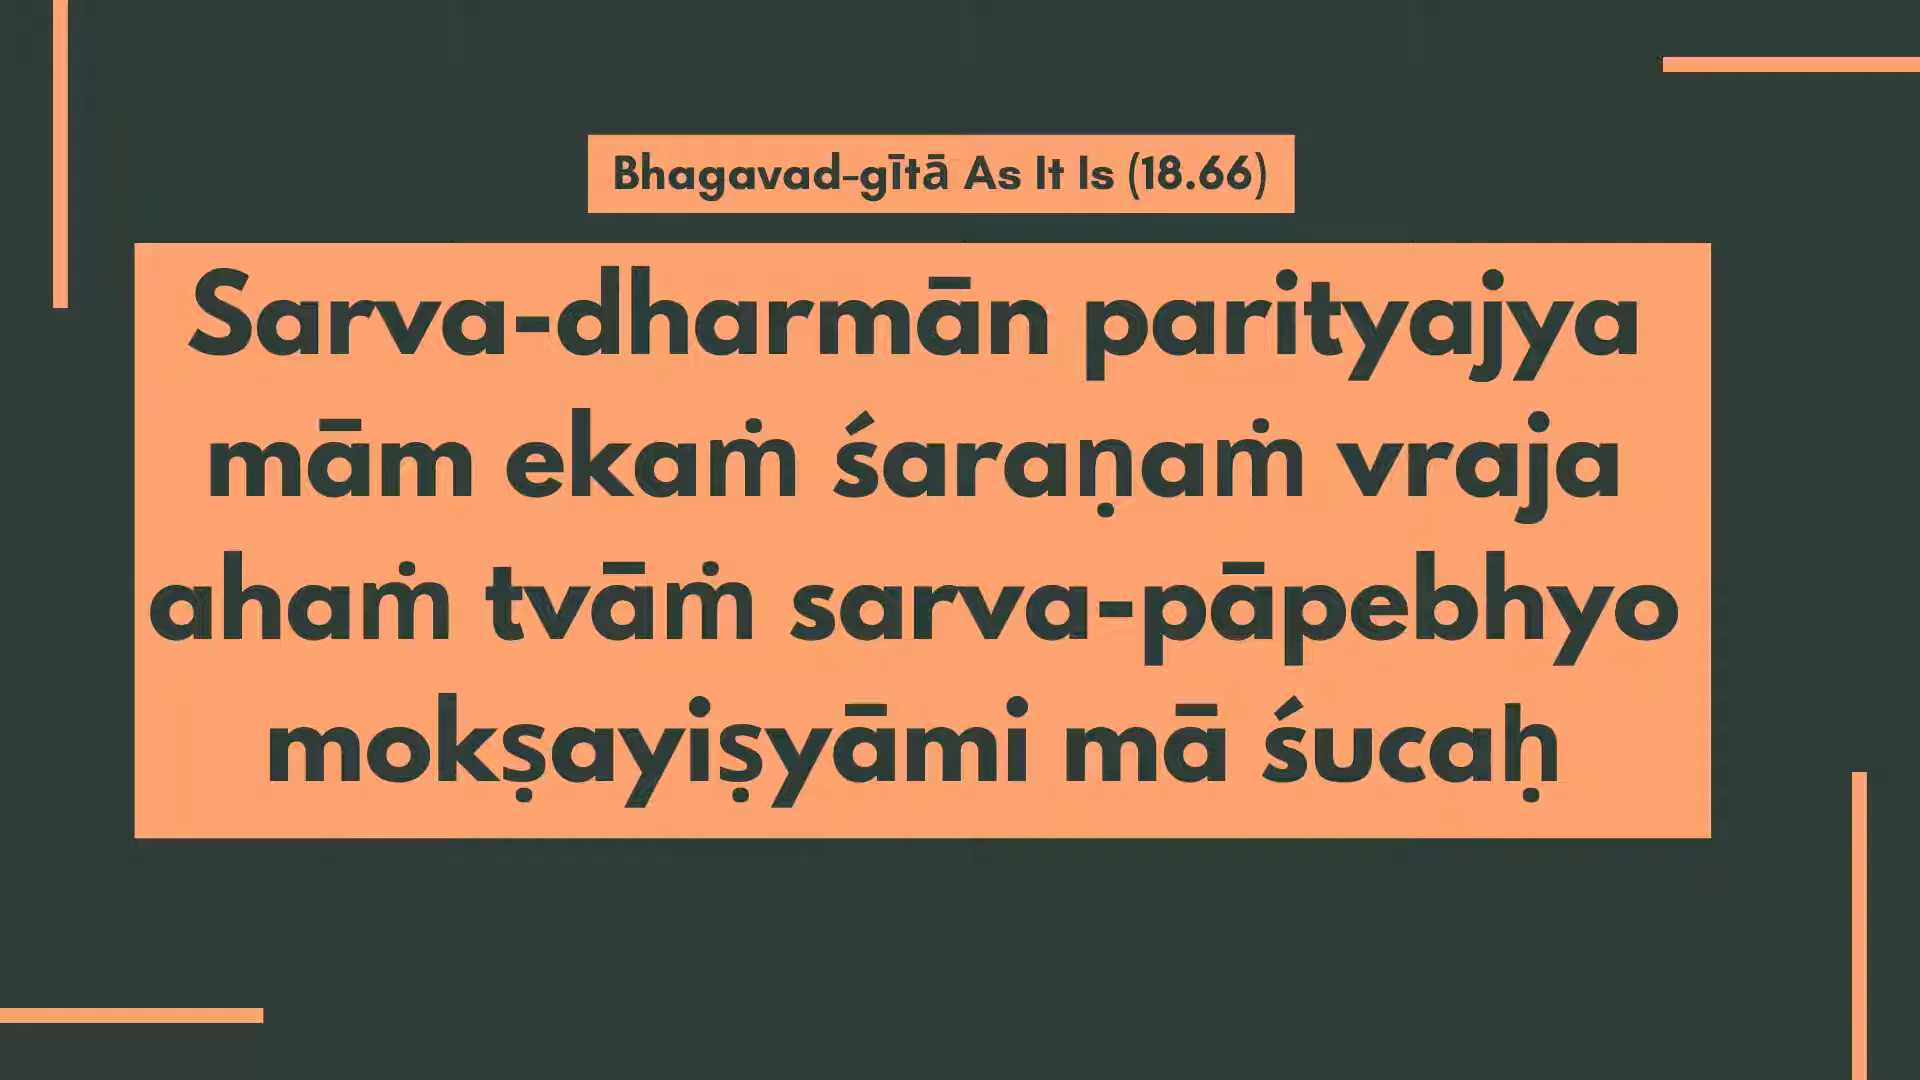 Bhagavad-gītā As It Is (18.66)
Sarva-dharmān parityajya
mām ekaṁ śaraṇaṁ vraja
ahaṁ tvāṁ sarva-pāpebhyo
mokṣayiṣyāmi mā śucaḥ